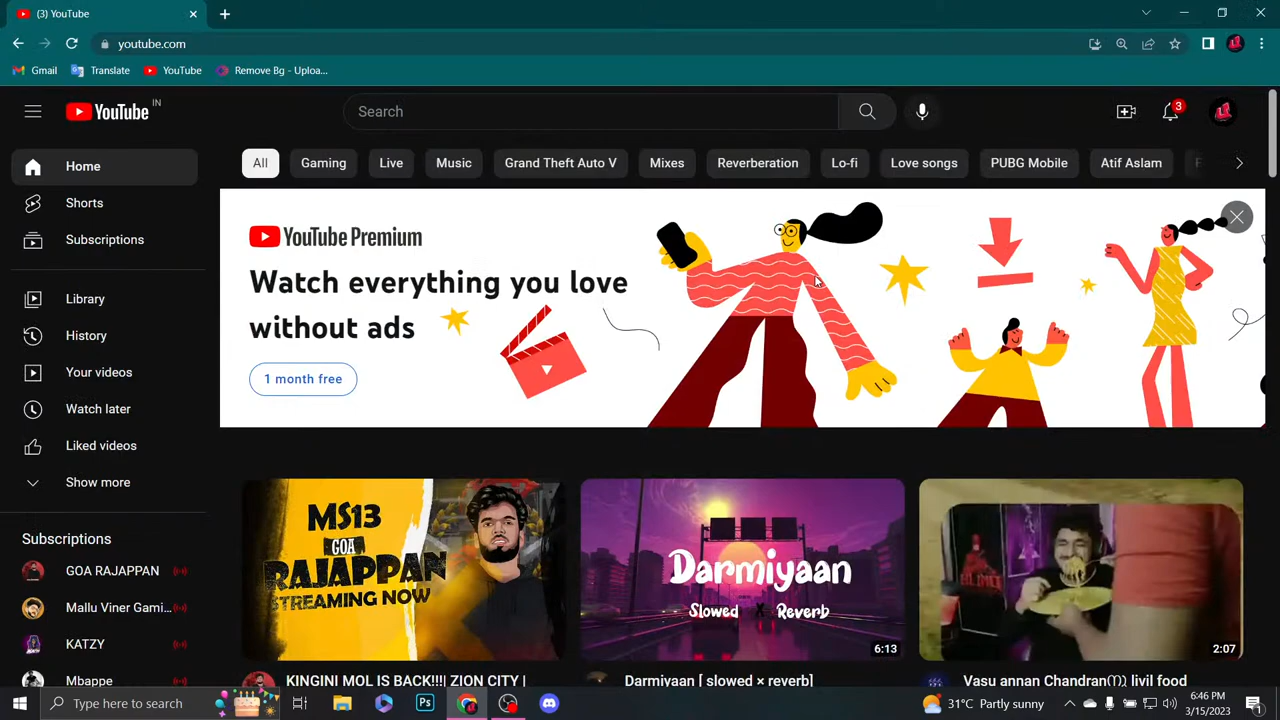 (3) YouTube
youtube.com
Gmail
Translate
YouTube
Remove Bg - Uploa...
YouTube IN
Search
3
All
Gaming
Live
Music
Grand Theft Auto V
Mixes
Reverberation
Lo-fi
Love songs
PUBG Mobile
Atif Aslam
Home
Shorts
Subscriptions
Library
History
Your videos
Watch later
Liked videos
Show more
Subscriptions
GOA RAJAPPAN
Mallu Viner Gami...
KATZY
Mbappe
YouTube Premium
Watch everything you love
without ads
1 month free
MS13
GOA
RAJAPPAN
STREAMING NOW
KINGINI MOL IS BACK!!!| ZION CITY |
Darmiyaan
Slowed X Reverb
6:13
Darmiyaan [ slowed × reverb]
2:07
Type here to search
Ps
31°C Partly sunny
6:46 PM
3/15/2023
1